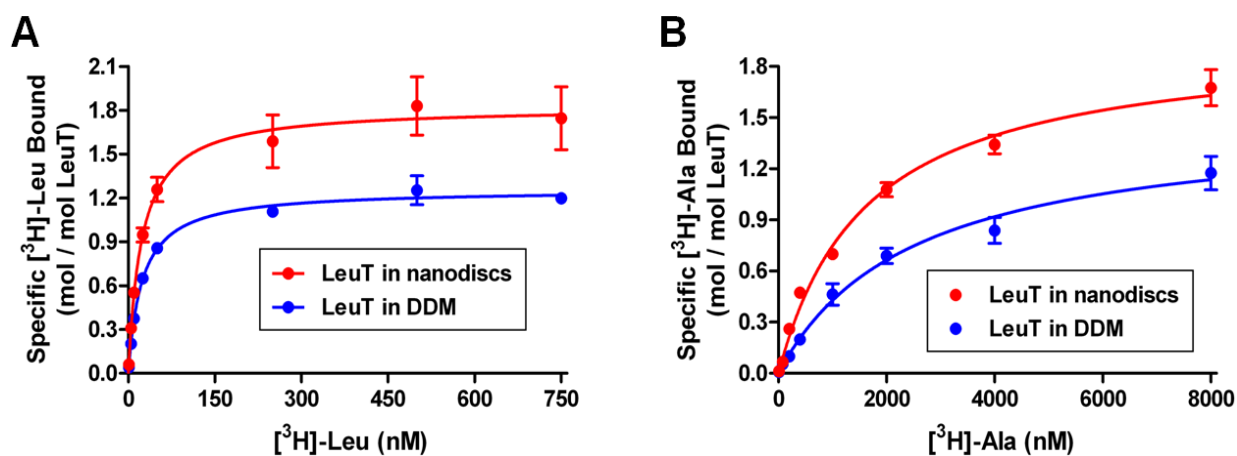 A
Specific [³H]-Leu Bound
(mol / mol LeuT)
2.1
1.8
1.5
1.2
0.9
0.6
0.3
0.0
LeuT in nanodiscs
LeuT in DDM
0
150
300
450
600
750
[³H]-Leu (nM)
B
Specific [³H]-Ala Bound
(mol / mol LeuT)
1.8
1.5
1.2
0.9
0.6
0.3
0.0
LeuT in nanodiscs
LeuT in DDM
0
2000
4000
6000
8000
[³H]-Ala (nM)